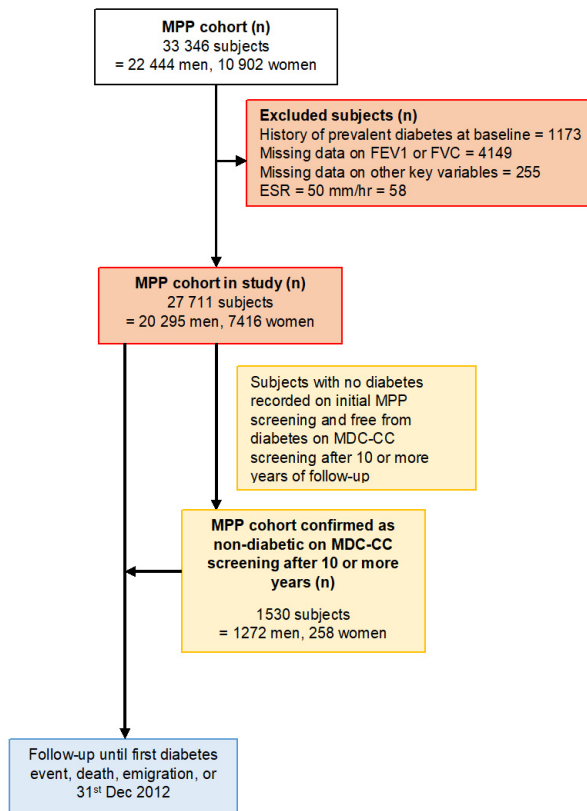 MPP cohort (n)
33 346 subjects
= 22 444 men, 10 902 women
Excluded subjects (n)
History of prevalent diabetes at baseline = 1173
Missing data on FEV1 or FVC = 4149
Missing data on other key variables = 255
ESR = 50 mm/hr = 58
MPP cohort in study (n)
27 711 subjects
= 20 295 men, 7416 women
Subjects with no diabetes
recorded on initial MPP
screening and free from
diabetes on MDC-CC
screening after 10 or more
years of follow-up
MPP cohort confirmed as
non-diabetic on MDC-CC
screening after 10 or more
years (n)
1530 subjects
= 1272 men, 258 women
Follow-up until first diabetes
event, death, emigration, or
31st Dec 2012